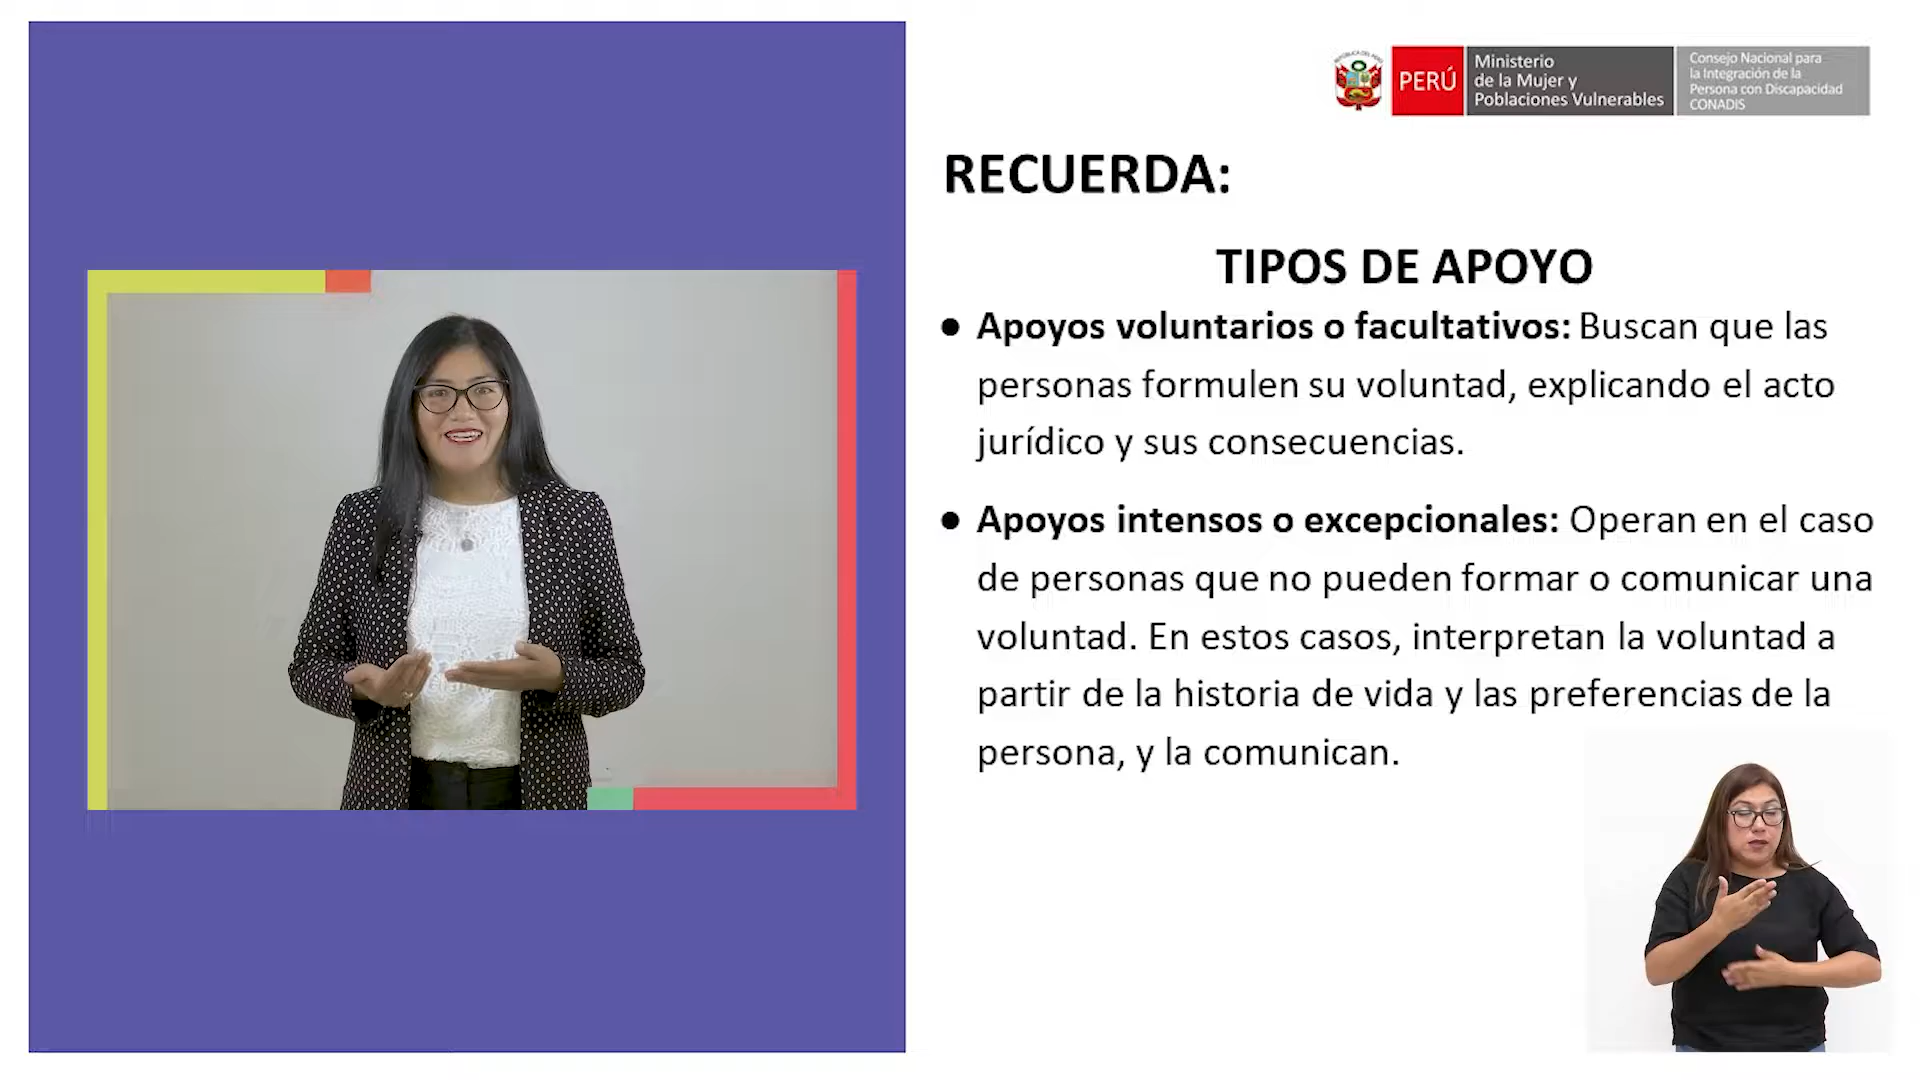 PERÚ
Ministerio
de la Mujer y
Poblaciones Vulnerables
Consejo Nacional para
la Integración de la
Persona con Discapacidad
CONADIS
RECUERDA:
TIPOS DE APOYO
● Apoyos voluntarios o facultativos: Buscan que las
personas formulen su voluntad, explicando el acto
jurídico y sus consecuencias.
● Apoyos intensos o excepcionales: Operan en el caso
de personas que no pueden formar o comunicar una
voluntad. En estos casos, interpretan la voluntad a
partir de la historia de vida y las preferencias de la
persona, y la comunican.